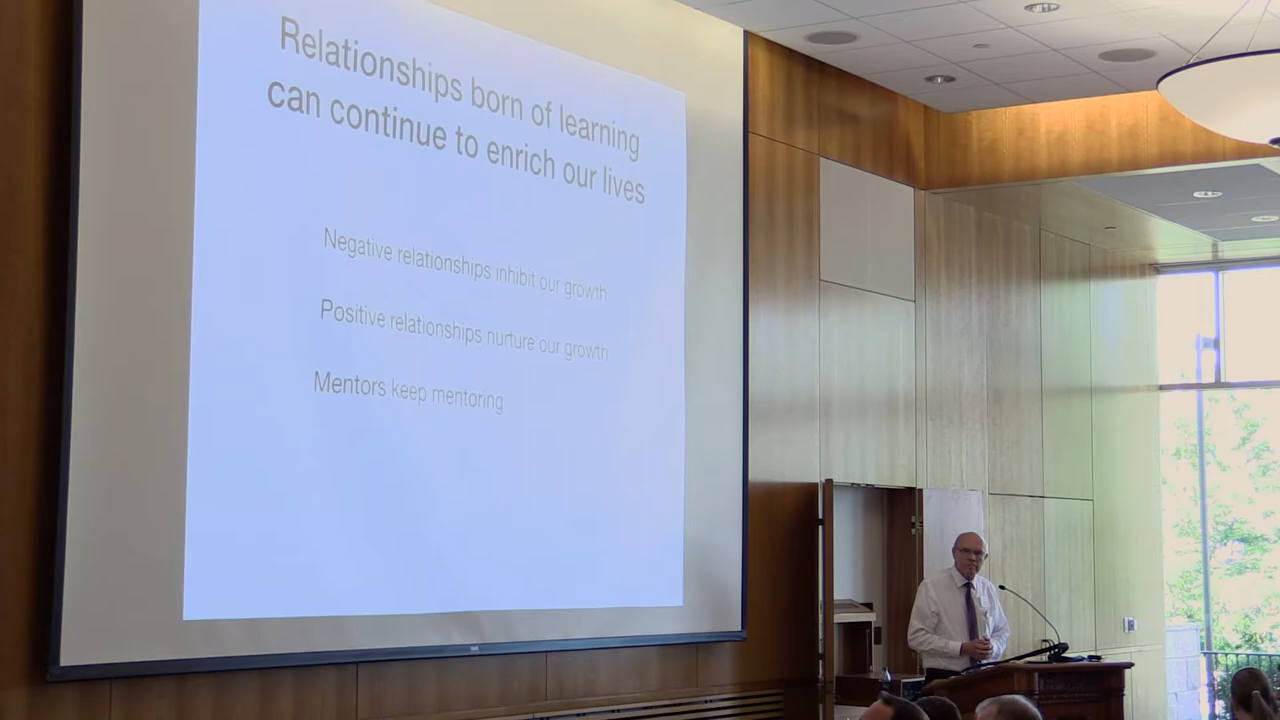 Relationships born of learning
can continue to enrich our lives
Negative relationships inhibit our growth
Positive relationships nurture our growth
Mentors keep mentoring